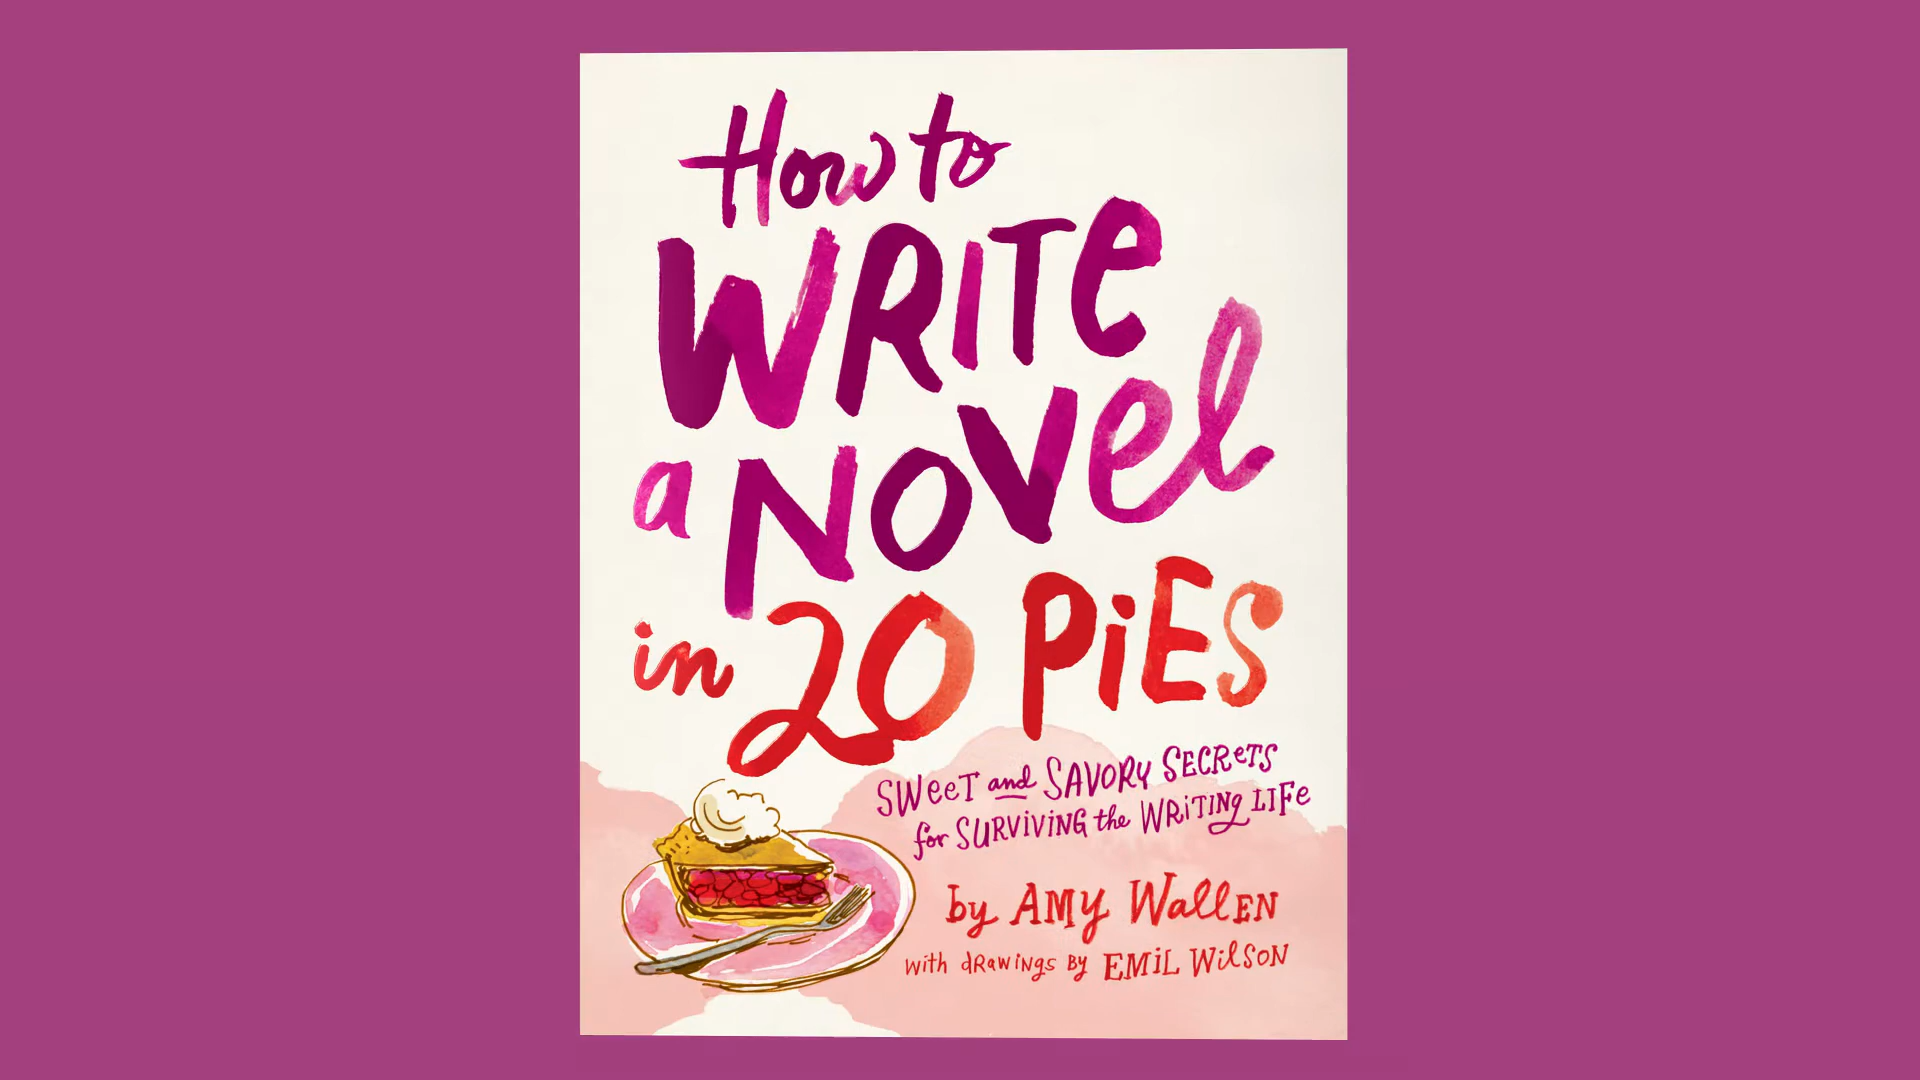 How to
WRITE
a NOVEL
in 20 PiES
SWeeT and SAVORY SECReTS
for SURViViNG the WRiTiNg LIFe
by AMY WallEN
with dRawiNgs By EMiL WilSON